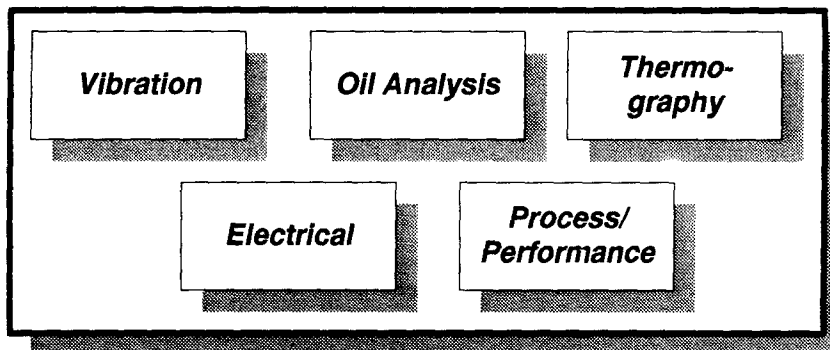 Vibration
Oil Analysis
Thermo-
graphy
Electrical
Process/
Performance